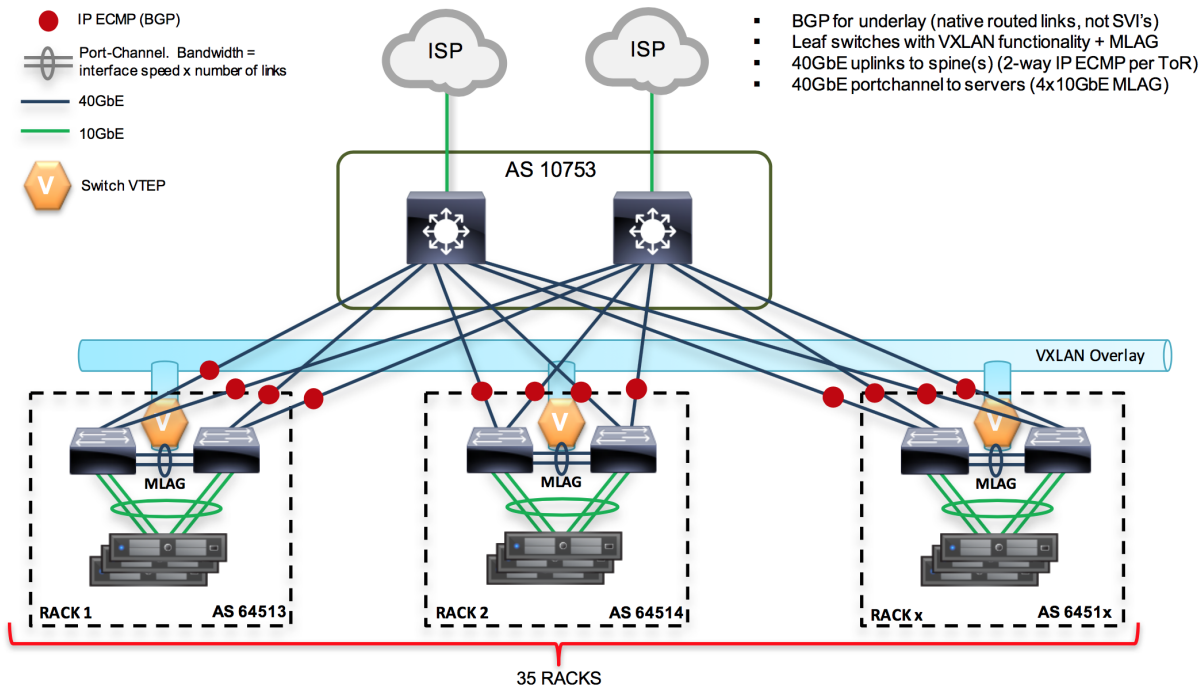 IP ECMP (BGP)
Port-Channel. Bandwidth =
interface speed x number of links
40GbE
10GbE
V
Switch VTEP
ISP
ISP
▪ BGP for underlay (native routed links, not SVI's)
▪ Leaf switches with VXLAN functionality + MLAG
▪ 40GbE uplinks to spine(s) (2-way IP ECMP per ToR)
▪ 40GbE portchannel to servers (4x10GbE MLAG)
AS 10753
VXLAN Overlay
V
V
V
MLAG
MLAG
MLAG
RACK 1
AS 64513
RACK 2
AS 64514
RACK x
AS 6451x
35 RACKS